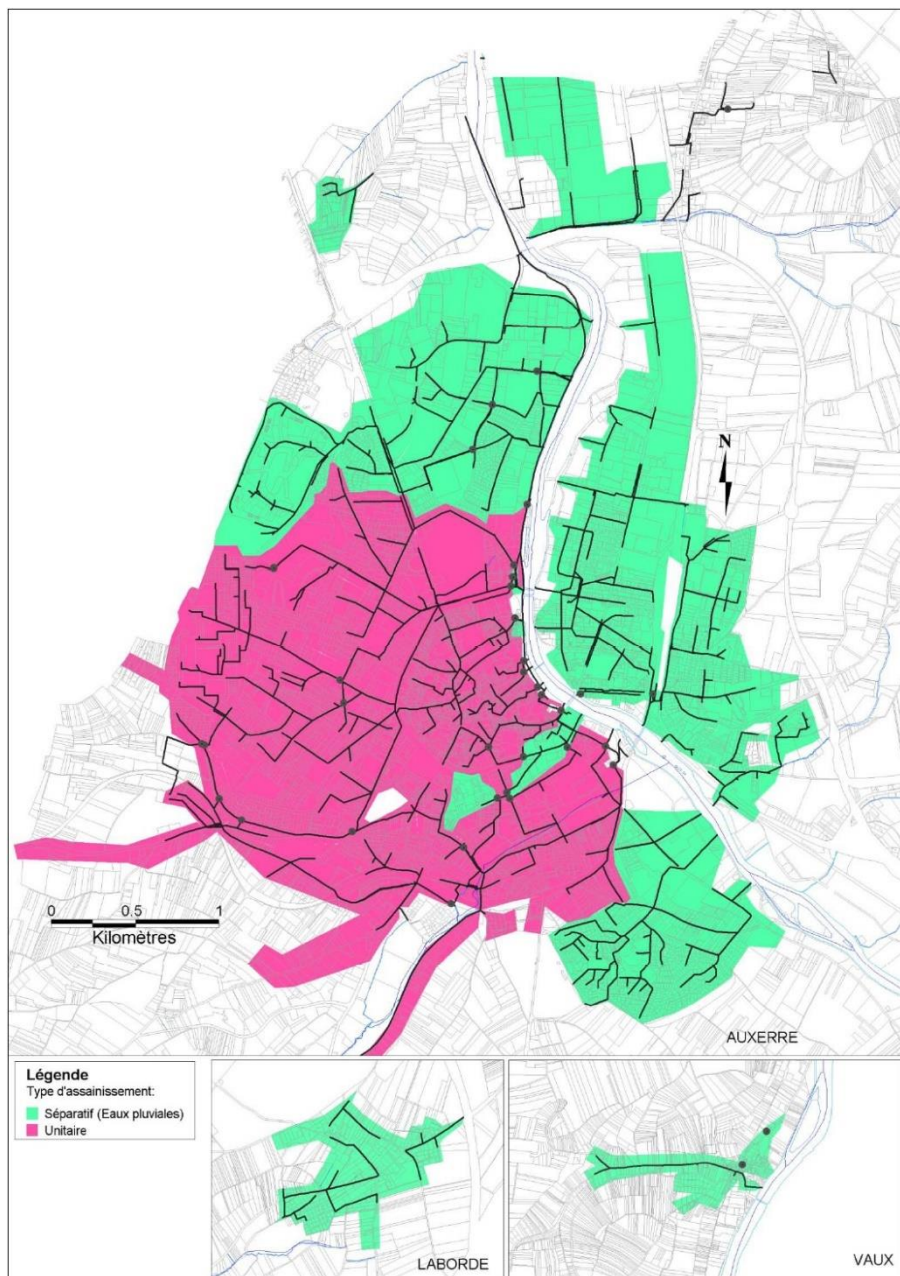 N
0 0.5 1
Kilomètres
AUXERRE
Légende
Type d'assainissement:
Séparatif (Eaux pluviales)
Unitaire
LABORDE
VAUX